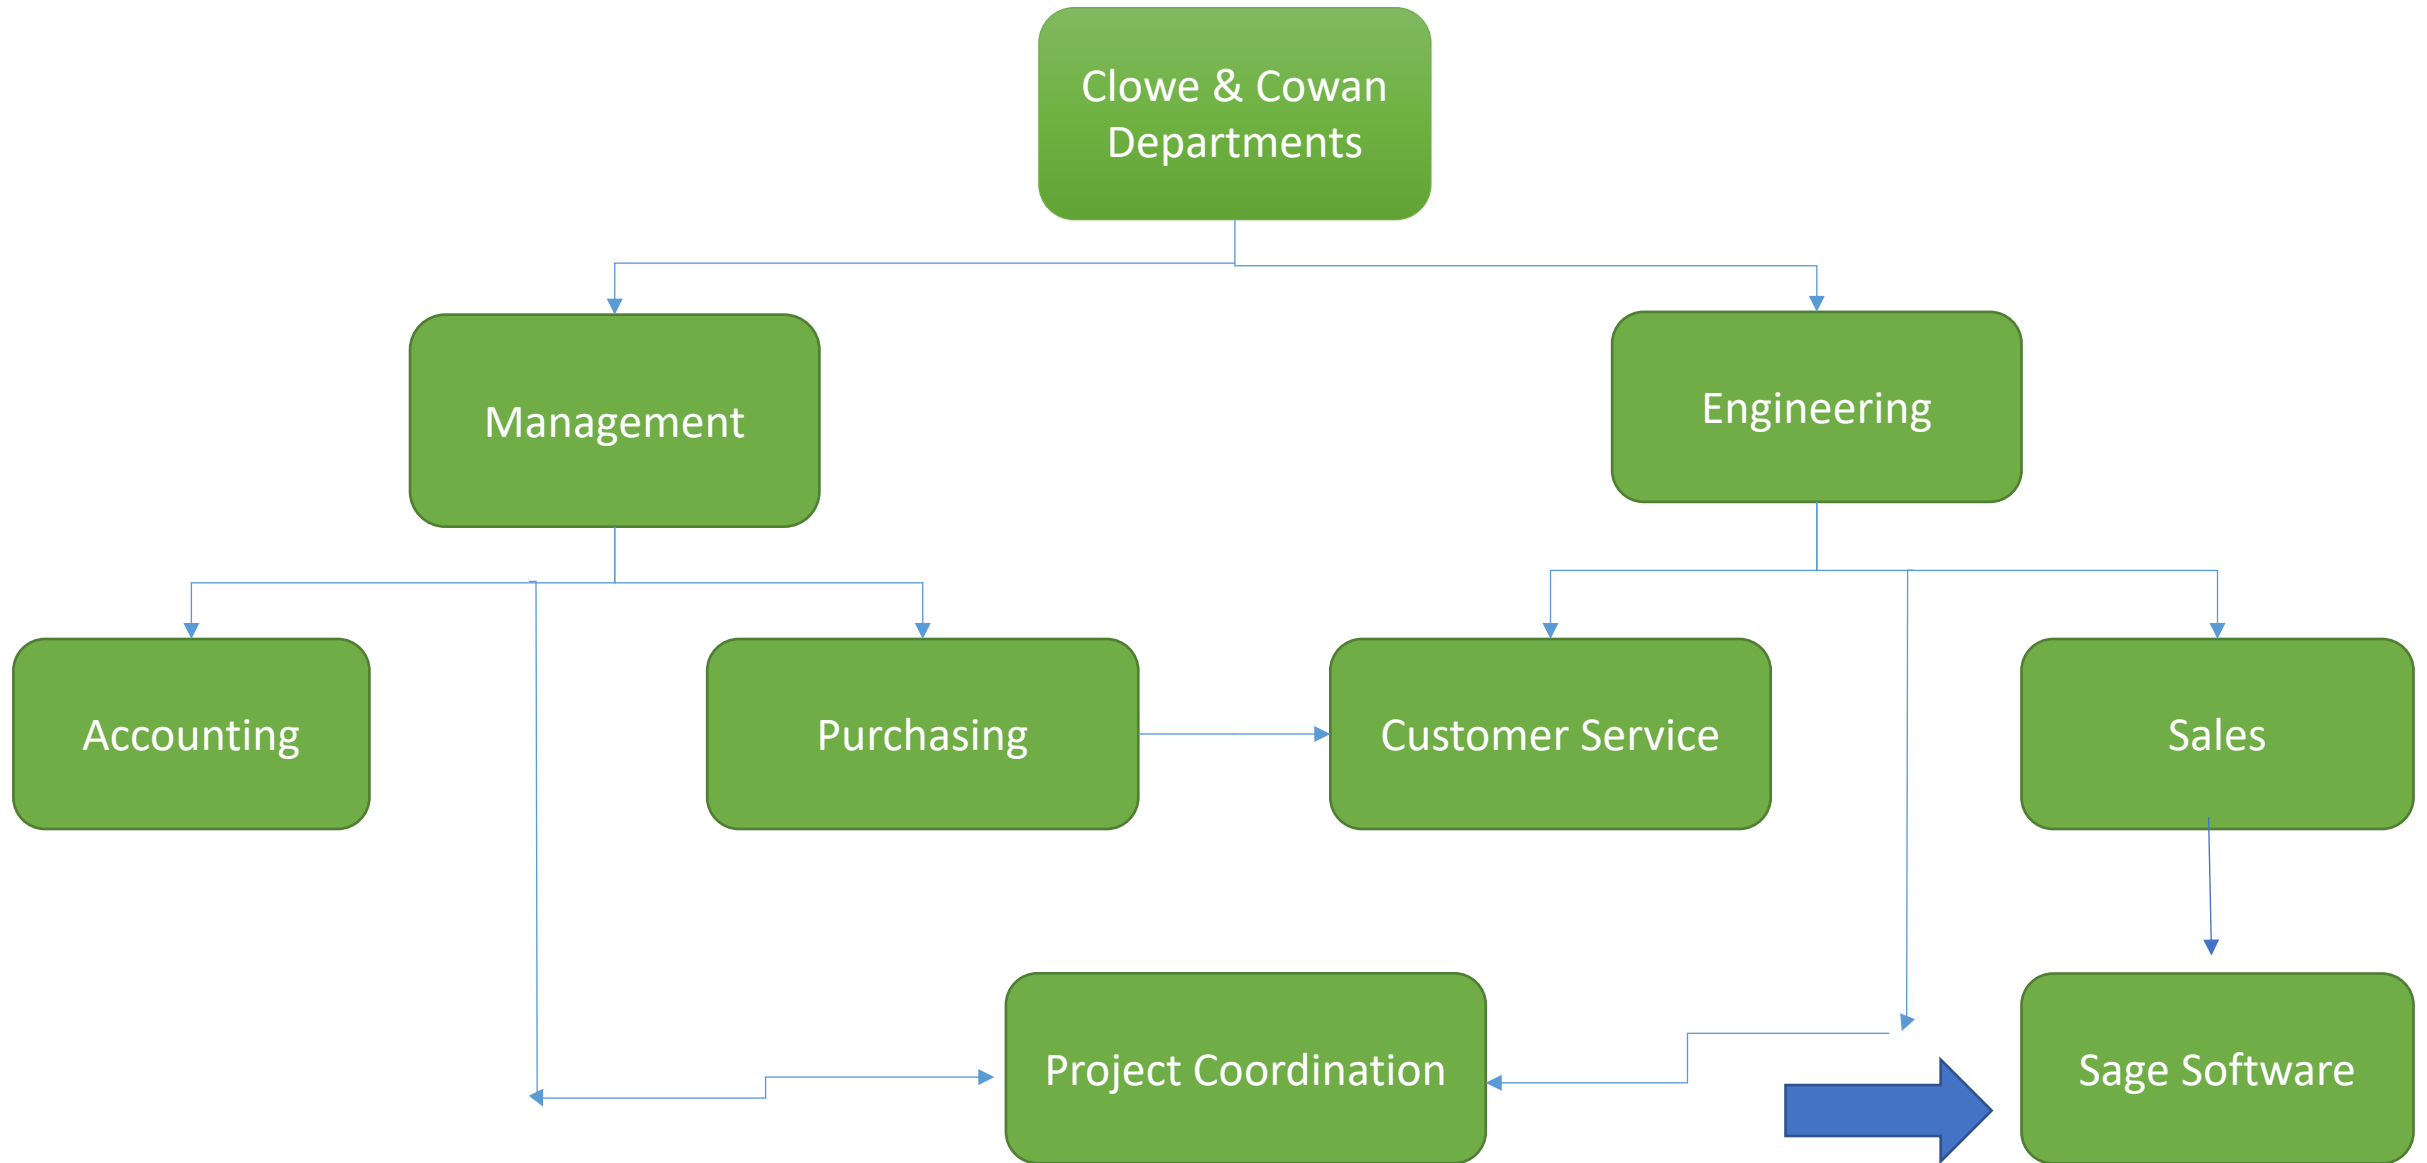 Clowe & Cowan
Departments
Management
Engineering
Accounting
Purchasing
Customer Service
Sales
Project Coordination
Sage Software